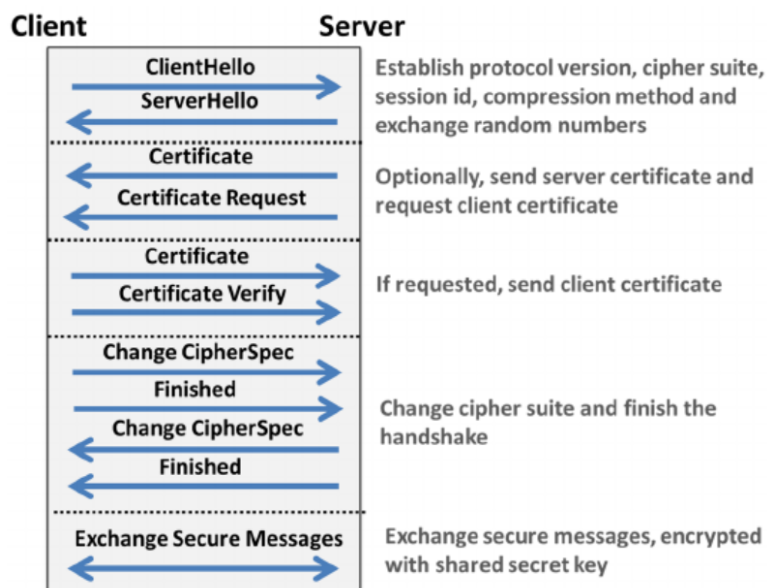 Client Server
ClientHello
Establish protocol version, cipher suite,
session id, compression method and
exchange random numbers
ServerHello
Certificate
Optionally, send server certificate and
request client certificate
Certificate Request
Certificate
If requested, send client certificate
Certificate Verify
Change CipherSpec
Finished
Change cipher suite and finish the
handshake
Change CipherSpec
Finished
Exchange Secure Messages
Exchange secure messages, encrypted
with shared secret key